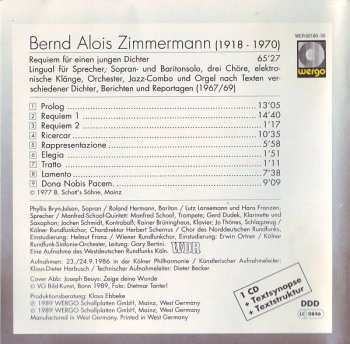 Bernd Alois Zimmermann (1918 - 1970)
WER 60180-50
wergo
Requiem für einen jungen Dichter 65'27
Lingual für Sprecher, Sopran- und Baritonsolo, drei Chöre, elektro-
nische Klänge, Orchester, Jazz-Combo und Orgel nach Texten ver-
schiedener Dichter, Berichten und Reportagen (1967/69)
1 Prolog 13'05
2 Requiem 1 14'40
3 Requiem 2 1'17
4 Ricercar 10'35
5 Rappresentazione 5'58
6 Elegia 1'51
7 Tratto 1'11
8 Lamento 7'38
9 Dona Nobis Pacem 9'09
© 1977 B. Schott's Söhne, Mainz
Phyllis Bryn-Julson, Sopran / Roland Hermann, Bariton / Lutz Lansemann und Hans Franzen,
Sprecher / Manfred-Schoof-Quintett: Manfred Schoof, Trompete; Gerd Dudek, Klarinette und
Saxophon; Jochen Schmidt, Kontrabaß; Rainer Brüninghaus, Klavier; Jo Thönes, Schlagzeug /
Kölner Rundfunkchor, Chordirektor Herbert Schernus / Chor des Norddeutschen Rundfunks,
Einstudierung: Helmut Franz / Wiener Rundfunkchor, Einstudierung: Erwin Ortner / Kölner
Rundfunk-Sinfonie-Orchester, Leitung: Gary Bertini
Eine Aufnahme des Westdeutschen Rundfunks Köln WDR
Aufnahmen: 23./24.9.1986 in der Kölner Philharmonie / Künstlerischer Aufnahmeleiter:
Klaus-Dieter Harbusch / Technischer Aufnahmeleiter: Dieter Becker
Cover Abb: Joseph Beuys: Zeige deine Wunde
© VG Bild-Kunst, Bonn 1989, Foto: Dietmar Tanterl
Produktionsberatung: Klaus Ebbeke
℗ 1989 WERGO Schallplatten GmbH, Mainz, West Germany
© 1989 WERGO Schallplatten GmbH, Mainz, West Germany
Manufactured in West Germany. Printed in West Germany
1 CD
+ Textsynopse
+ Textstruktur
DDD
LC 0846